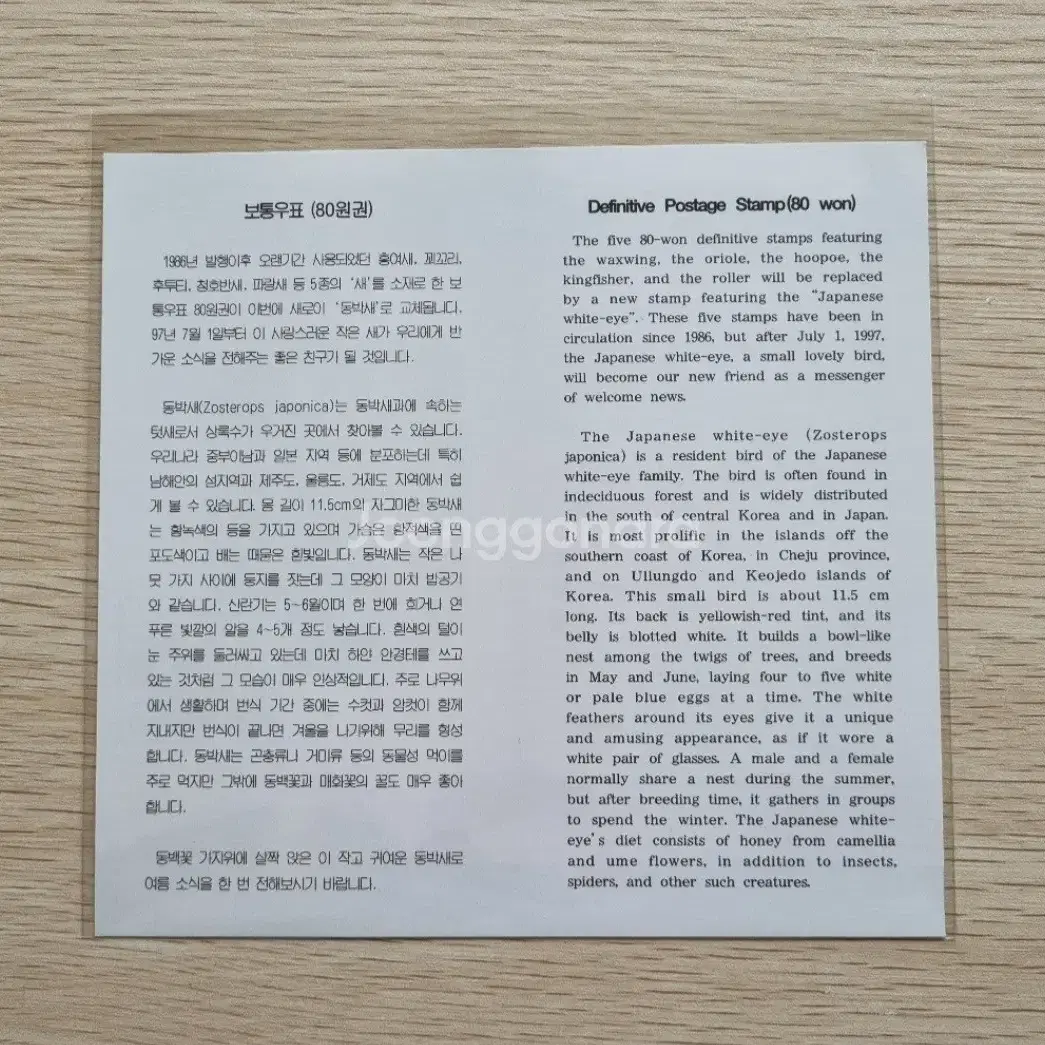 보통우표 (80원권)
1986년 발행이후 오랜기간 사용되었던 홍여새, 꾀꼬리,
후투티, 청호반새, 파랑새 등 5종의 '새'를 소재로 한 보
통우표 80원권이 이번에 새로이 '동박새'로 교체됩니다.
97년 7월 1일부터 이 사랑스러운 작은 새가 우리에게 반
가운 소식을 전해주는 좋은 친구가 될 것입니다.
동박새(Zosterops japonica)는 동박새과에 속하는
텃새로서 상록수가 우거진 곳에서 찾아볼 수 있습니다.
우리나라 중부이남과 일본 지역 등에 분포하는데 특히
남해안의 섬지역과 제주도, 울릉도, 거제도 지역에서 쉽
게 볼 수 있습니다. 몸 길이 11.5cm의 자그마한 동박새
는 황녹색의 등을 가지고 있으며 가슴은 황적색을 띤
포도색이고 배는 때묻은 흰빛입니다. 동박새는 작은 나
뭇 가지 사이에 둥지를 짓는데 그 모양이 마치 밥공기
와 같습니다. 산란기는 5~6월이며 한 번에 희거나 연
푸른 빛깔의 알을 4~5개 정도 낳습니다. 흰색의 털이
눈 주위를 둘러싸고 있는데 마치 하얀 안경테를 쓰고
있는 것처럼 그 모습이 매우 인상적입니다. 주로 나무위
에서 생활하며 번식 기간 중에는 수컷과 암컷이 함께
지내지만 번식이 끝나면 겨울을 나기위해 무리를 형성
합니다. 동박새는 곤충류나 거미류 등의 동물성 먹이를
주로 먹지만 그밖에 동백꽃과 매화꽃의 꿀도 매우 좋아
합니다.
동백꽃 가지위에 살짝 앉은 이 작고 귀여운 동박새로
여름 소식을 한 번 전해보시기 바랍니다.
Definitive Postage Stamp(80 won)
The five 80-won definitive stamps featuring
the waxwing, the oriole, the hoopoe, the
kingfisher, and the roller will be replaced
by a new stamp featuring the "Japanese
white-eye". These five stamps have been in
circulation since 1986, but after July 1, 1997,
the Japanese white-eye, a small lovely bird,
will become our new friend as a messenger
of welcome news.
The Japanese white-eye (Zosterops
japonica) is a resident bird of the Japanese
white-eye family. The bird is often found in
indeciduous forest and is widely distributed
in the south of central Korea and in Japan.
It is most prolific in the islands off the
southern coast of Korea, in Cheju province,
and on Ullungdo and Keojedo islands of
Korea. This small bird is about 11.5 cm
long. Its back is yellowish-red tint, and its
belly is blotted white. It builds a bowl-like
nest among the twigs of trees, and breeds
in May and June, laying four to five white
or pale blue eggs at a time. The white
feathers around its eyes give it a unique
and amusing appearance, as if it wore a
white pair of glasses. A male and a female
normally share a nest during the summer,
but after breeding time, it gathers in groups
to spend the winter. The Japanese white-
eye's diet consists of honey from camellia
and ume flowers, in addition to insects,
spiders, and other such creatures.
joonggonara